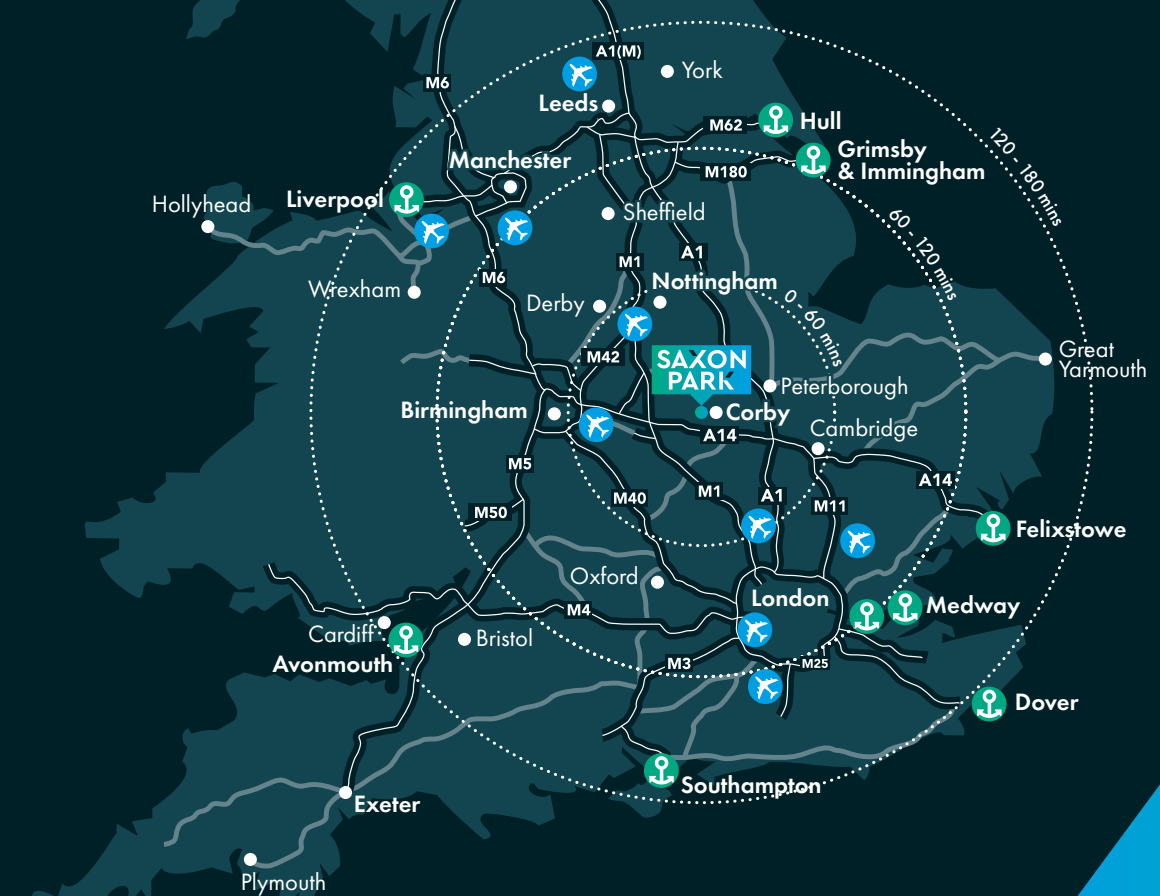 A1(M)
York
M6
Leeds
M62
Hull
Grimsby
& Immingham
120 - 180 mins
Manchester
M180
Liverpool
Hollyhead
Sheffield
60 - 120 mins
A1
M1
M6
Nottingham
Wrexham
Derby
0 - 60 mins
M42
SAXON
PARK
Great
Yarmouth
Peterborough
Birmingham
Corby
Cambridge
A14
M5
A14
M40
M1
A1
M11
M50
Felixstowe
Oxford
London
Medway
M4
Cardiff
Bristol
Avonmouth
M3
M25
Dover
Southampton
Exeter
Plymouth